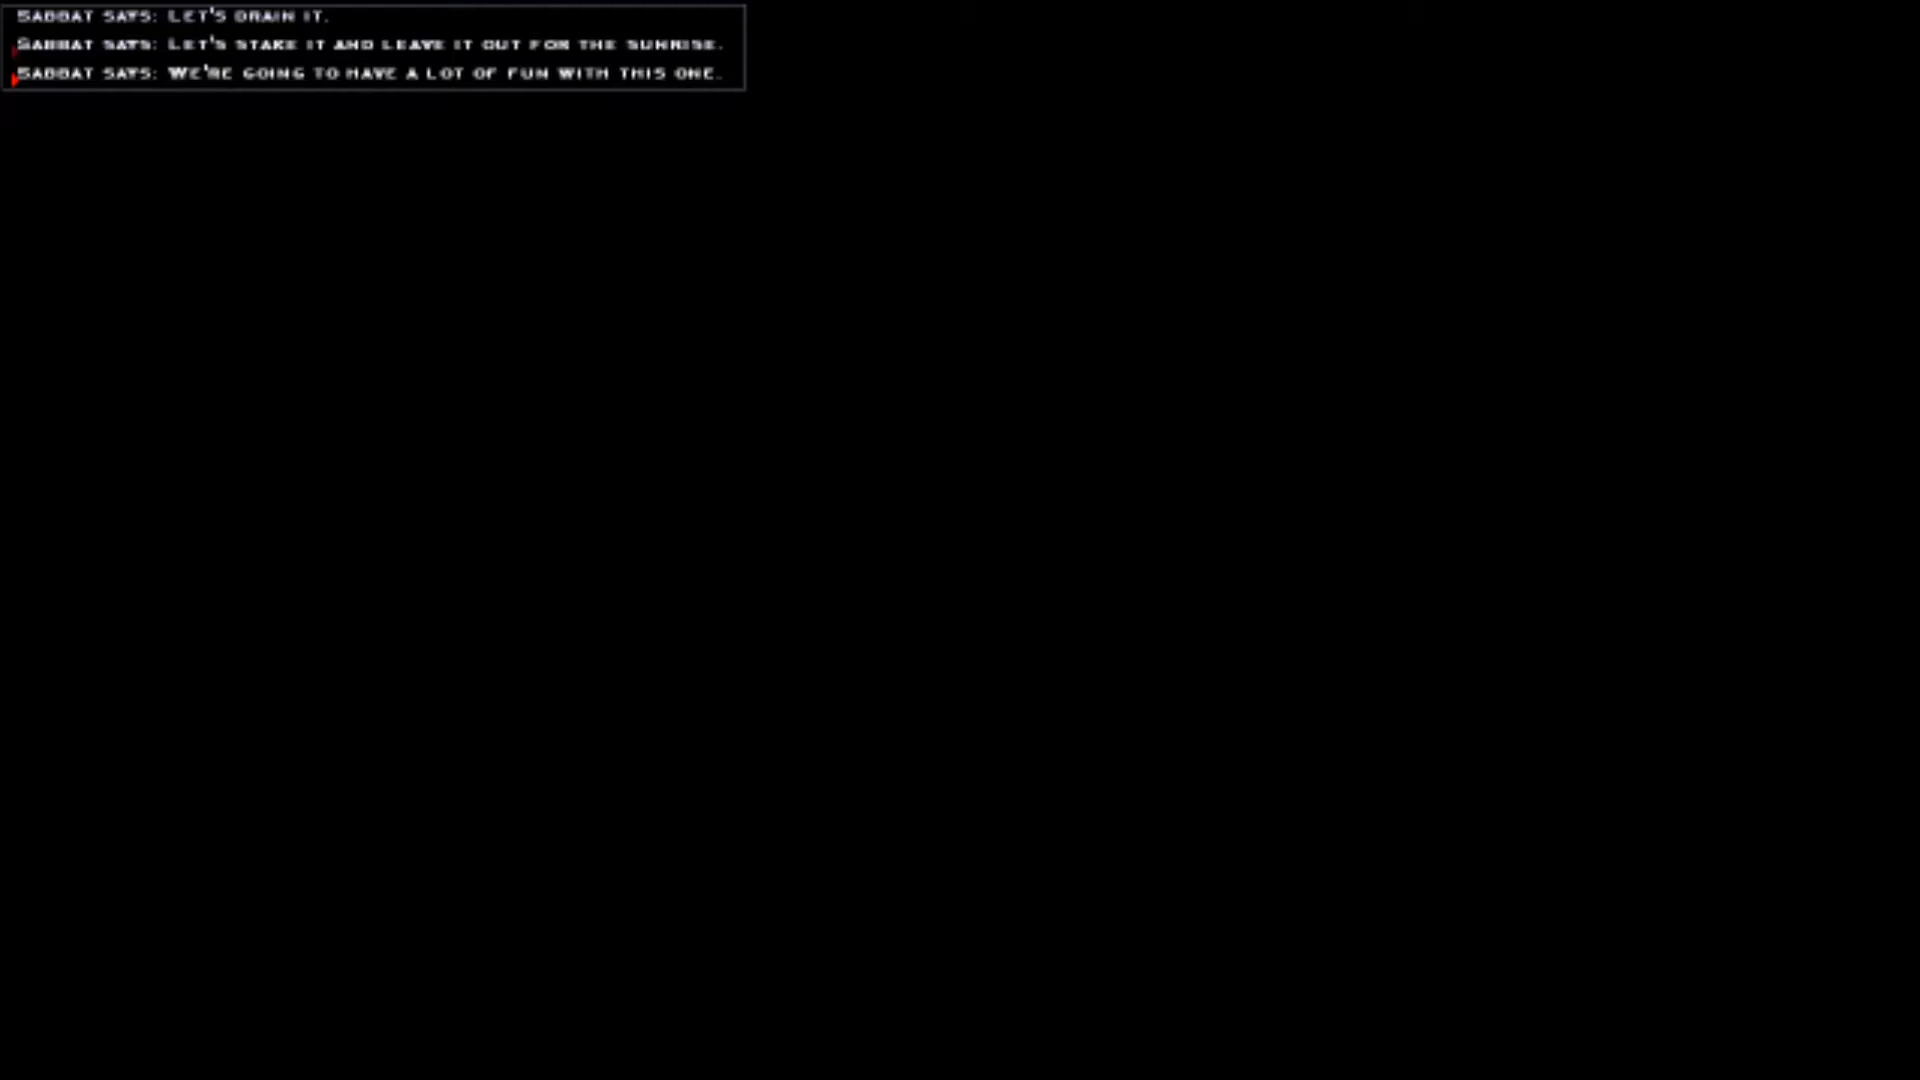 Sabbat says: Let's drain it.
Sabbat says: Let's stake it and leave it out for the sunrise.
Sabbat says: We're going to have a lot of fun with this one.